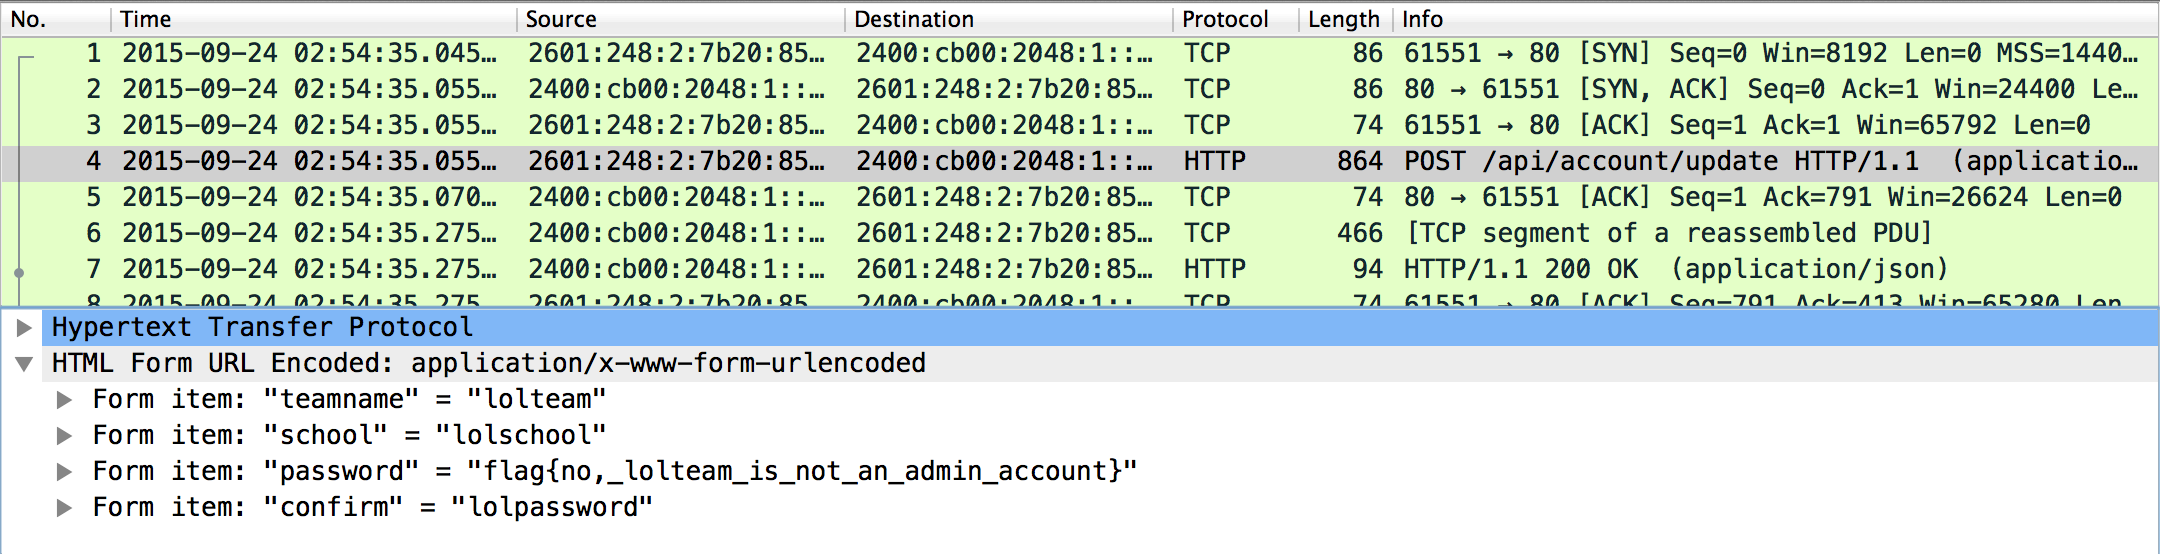 No. Time Source Destination Protocol Length Info
1 2015-09-24 02:54:35.045… 2601:248:2:7b20:85… 2400:cb00:2048:1::… TCP 86 61551 → 80 [SYN] Seq=0 Win=8192 Len=0 MSS=1440…
2 2015-09-24 02:54:35.055… 2400:cb00:2048:1::… 2601:248:2:7b20:85… TCP 86 80 → 61551 [SYN, ACK] Seq=0 Ack=1 Win=24400 Le…
3 2015-09-24 02:54:35.055… 2601:248:2:7b20:85… 2400:cb00:2048:1::… TCP 74 61551 → 80 [ACK] Seq=1 Ack=1 Win=65792 Len=0
4 2015-09-24 02:54:35.055… 2601:248:2:7b20:85… 2400:cb00:2048:1::… HTTP 864 POST /api/account/update HTTP/1.1 (applicatio…
5 2015-09-24 02:54:35.070… 2400:cb00:2048:1::… 2601:248:2:7b20:85… TCP 74 80 → 61551 [ACK] Seq=1 Ack=791 Win=26624 Len=0
6 2015-09-24 02:54:35.275… 2400:cb00:2048:1::… 2601:248:2:7b20:85… TCP 466 [TCP segment of a reassembled PDU]
7 2015-09-24 02:54:35.275… 2400:cb00:2048:1::… 2601:248:2:7b20:85… HTTP 94 HTTP/1.1 200 OK (application/json)
8 2015-09-24 02:54:35.275… 2601:248:2:7b20:85… 2400:cb00:2048:1::… TCP 74 61551 → 80 [ACK] Seq=791 Ack=413 Win=65280 Len…
Hypertext Transfer Protocol
HTML Form URL Encoded: application/x-www-form-urlencoded
Form item: "teamname" = "lolteam"
Form item: "school" = "lolschool"
Form item: "password" = "flag{no,_lolteam_is_not_an_admin_account}"
Form item: "confirm" = "lolpassword"